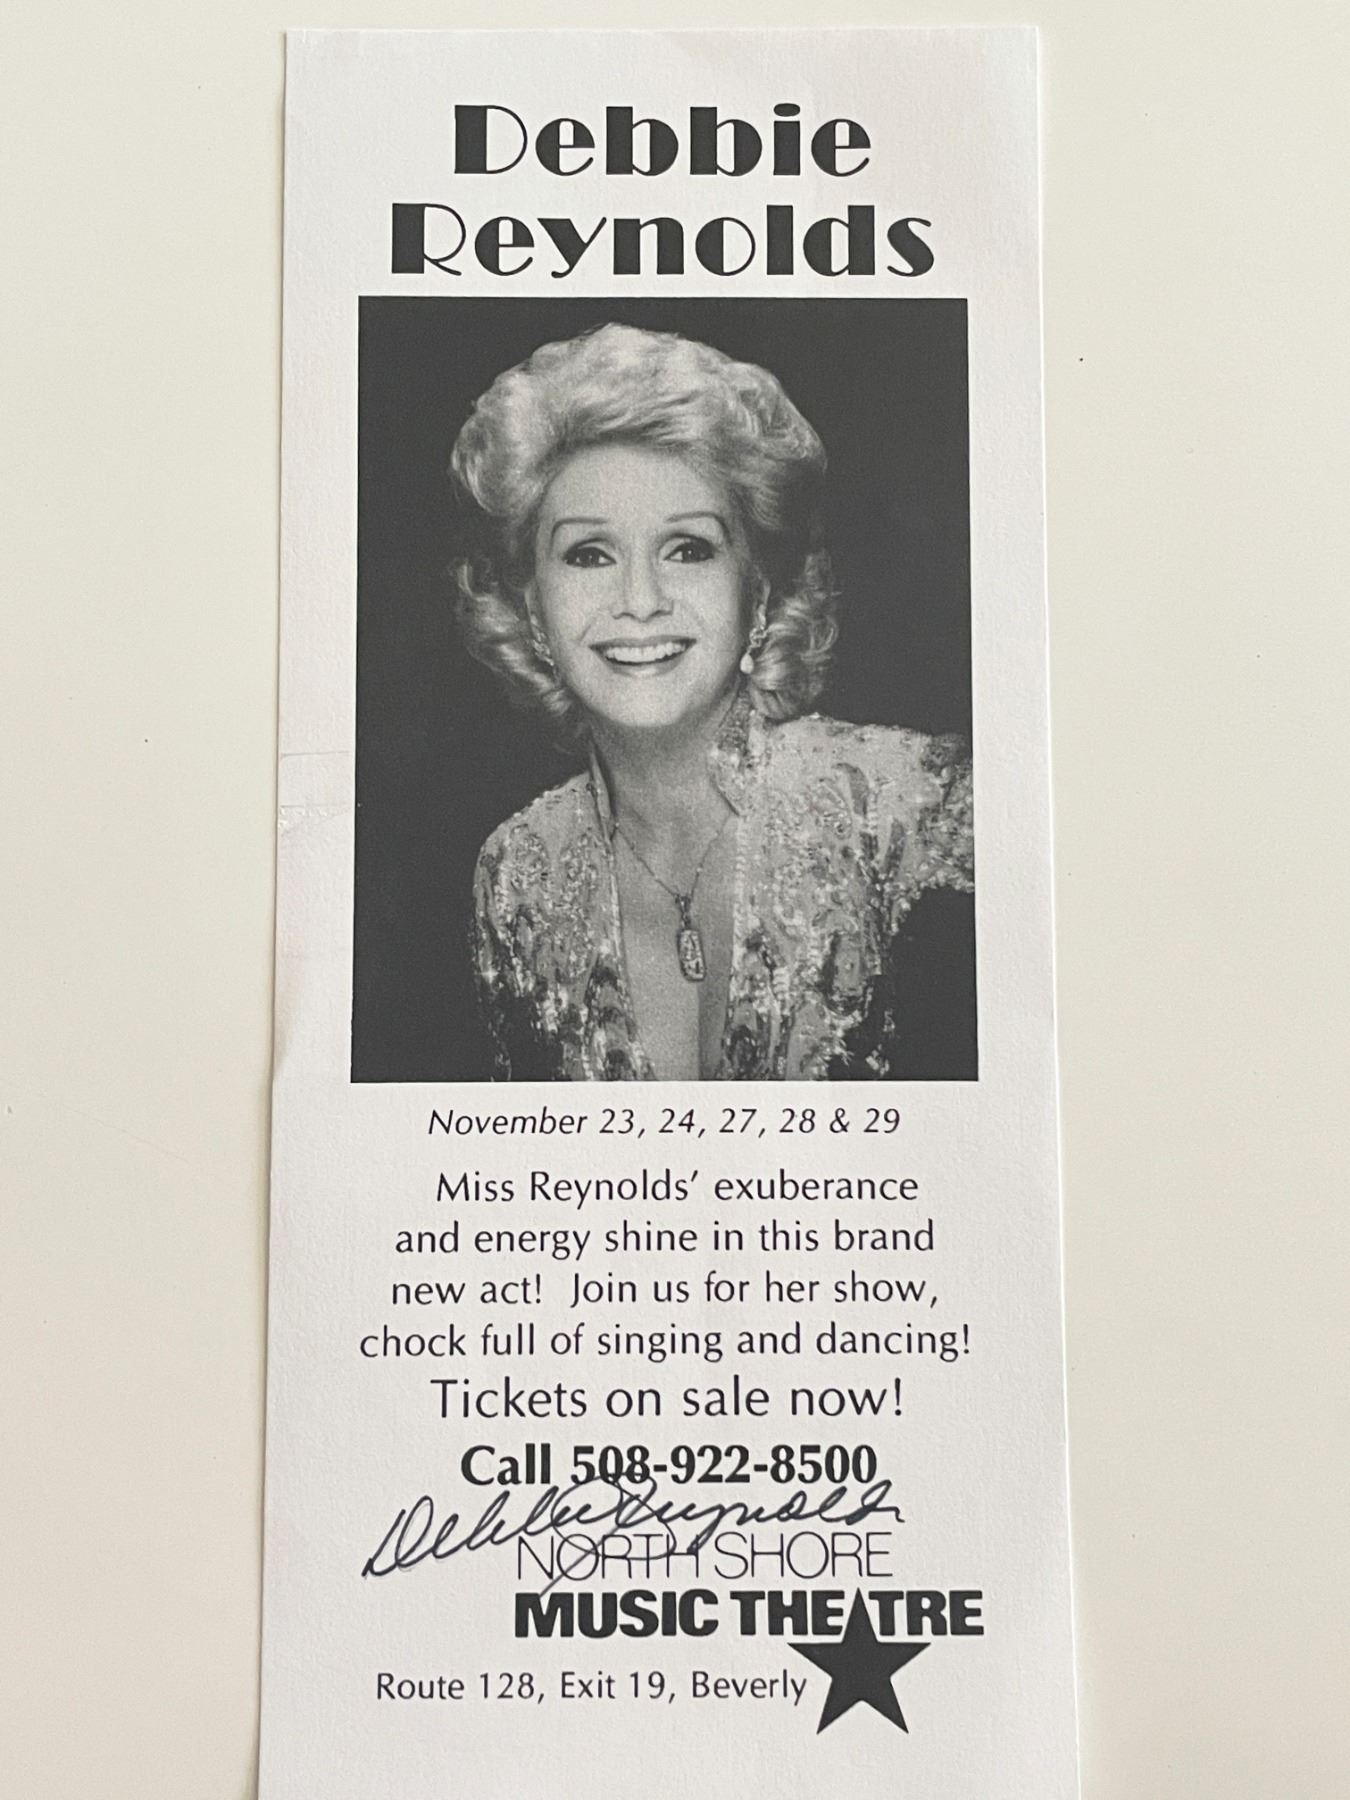 Debbie
Reynolds
November 23, 24, 27, 28 & 29
Miss Reynolds' exuberance
and energy shine in this brand
new act!  Join us for her show,
chock full of singing and dancing!
Tickets on sale now!
Call 508-922-8500
Debbie Reynolds
NORTH SHORE
MUSIC THEATRE
Route 128, Exit 19, Beverly